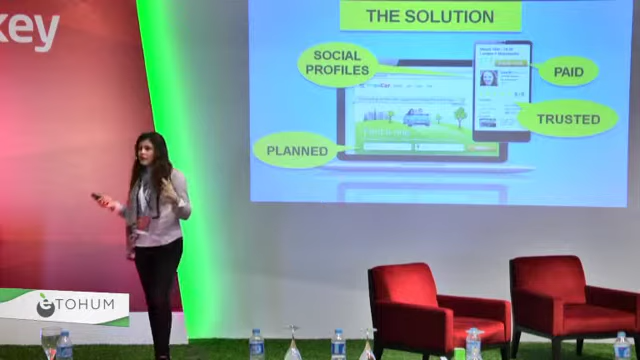 key
THE SOLUTION
SOCIAL
PROFILES
PAID
TRUSTED
PLANNED
eTOHUM